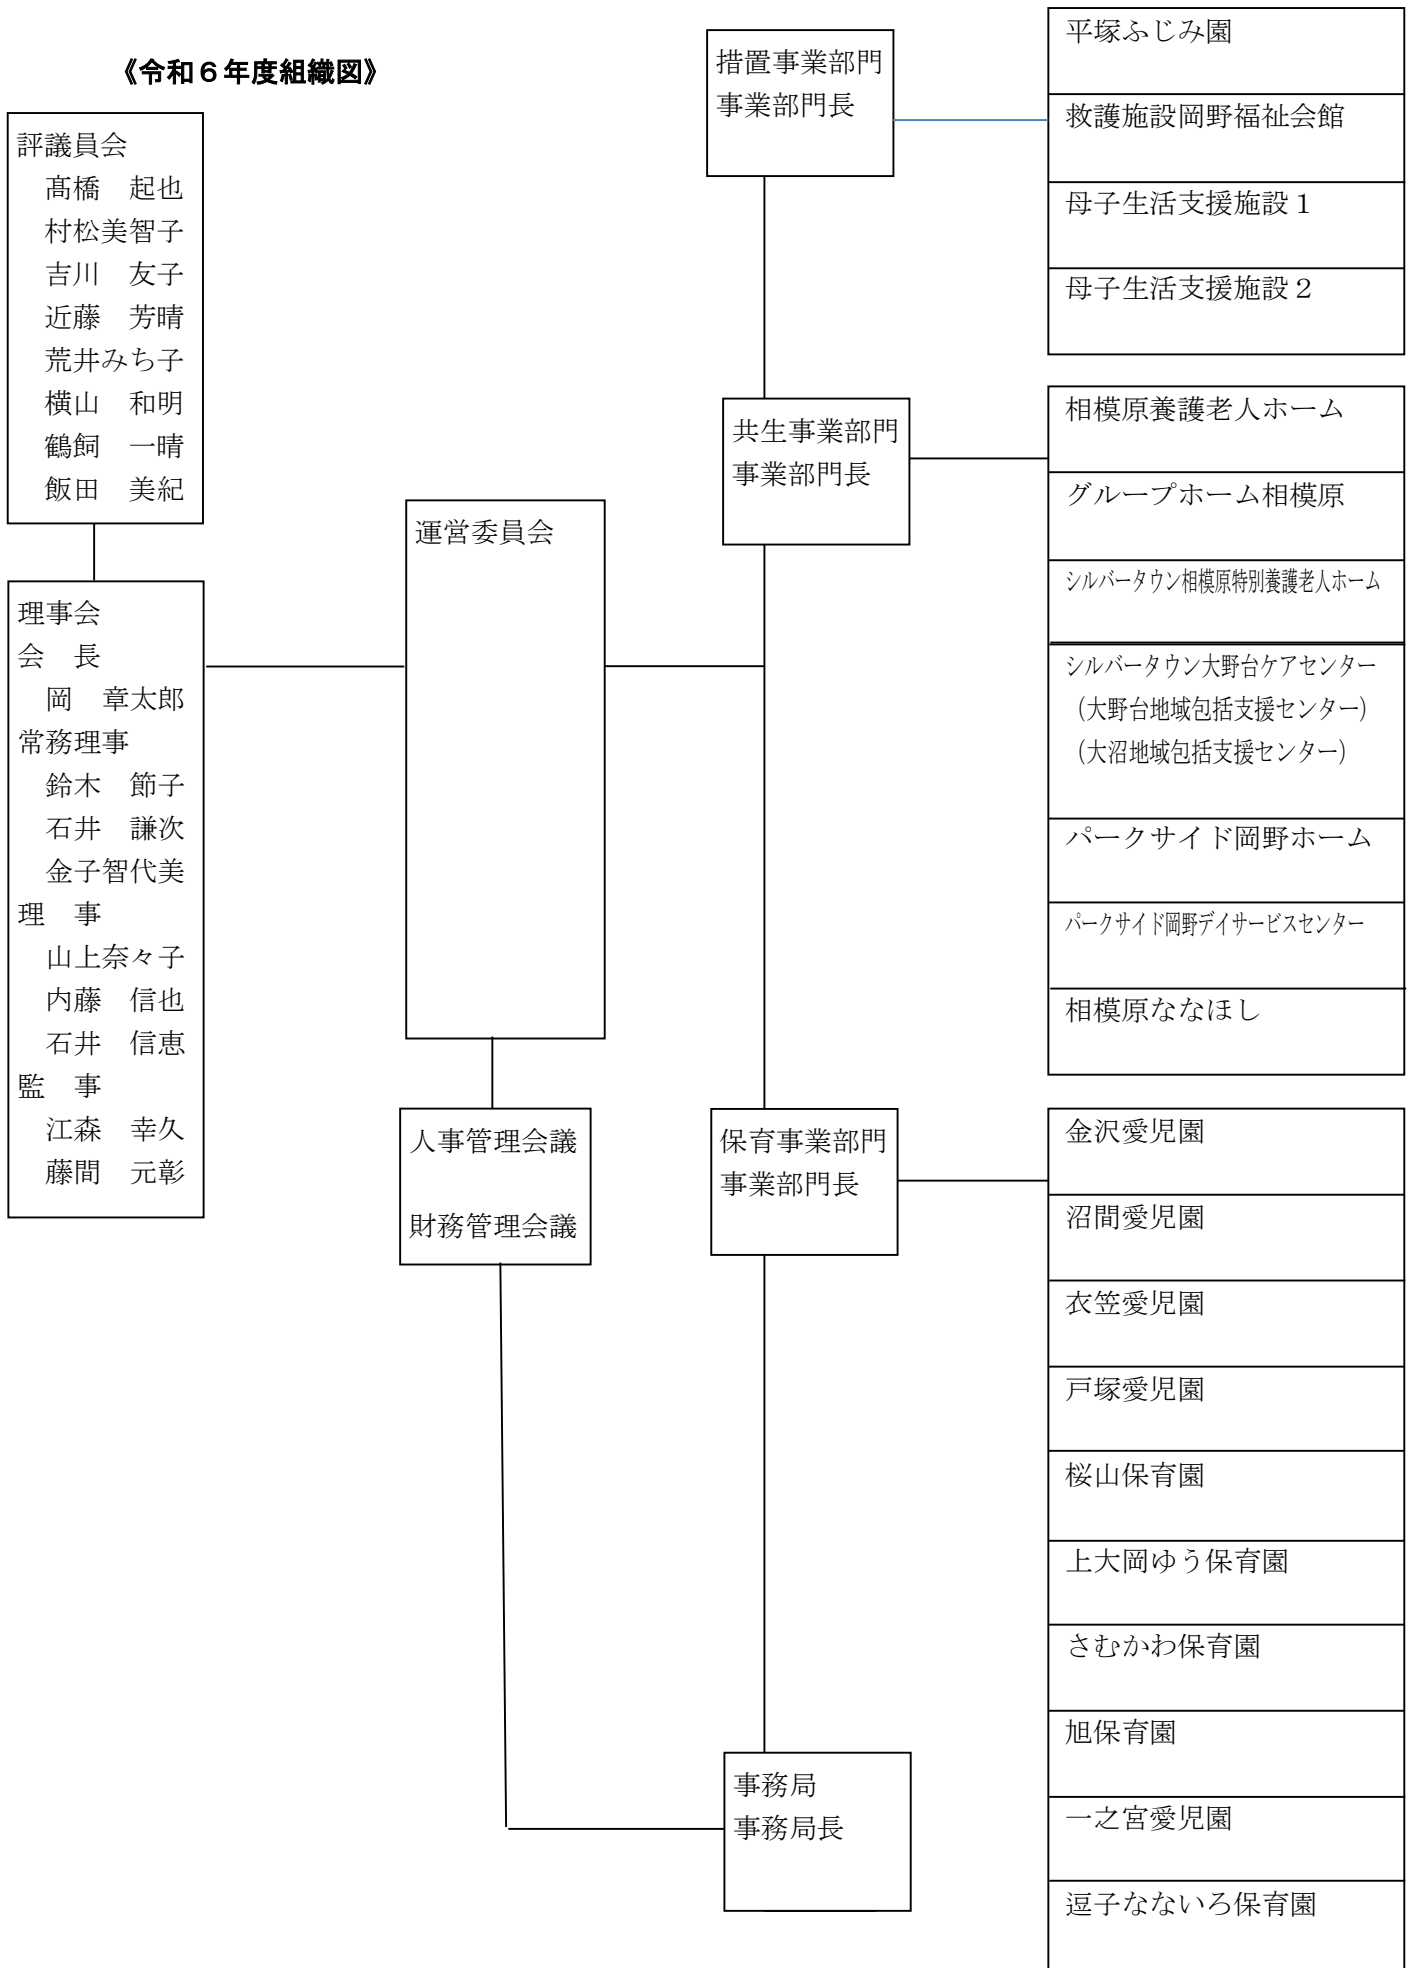 《令和６年度組織図》
評議員会
髙橋　起也
村松美智子
吉川　友子
近藤　芳晴
荒井みち子
横山　和明
鶴飼　一晴
飯田　美紀
理事会
会　長
岡　章太郎
常務理事
鈴木　節子
石井　謙次
金子智代美
理　事
山上奈々子
内藤　信也
石井　信恵
監　事
江森　幸久
藤間　元彰
運営委員会
人事管理会議
財務管理会議
措置事業部門
事業部門長
共生事業部門
事業部門長
保育事業部門
事業部門長
事務局
事務局長
平塚ふじみ園
救護施設岡野福祉会館
母子生活支援施設１
母子生活支援施設２
相模原養護老人ホーム
グループホーム相模原
シルバータウン相模原特別養護老人ホーム
シルバータウン大野台ケアセンター
（大野台地域包括支援センター）
（大沼地域包括支援センター）
パークサイド岡野ホーム
パークサイド岡野デイサービスセンター
相模原ななほし
金沢愛児園
沼間愛児園
衣笠愛児園
戸塚愛児園
桜山保育園
上大岡ゆう保育園
さむかわ保育園
旭保育園
一之宮愛児園
逗子なないろ保育園